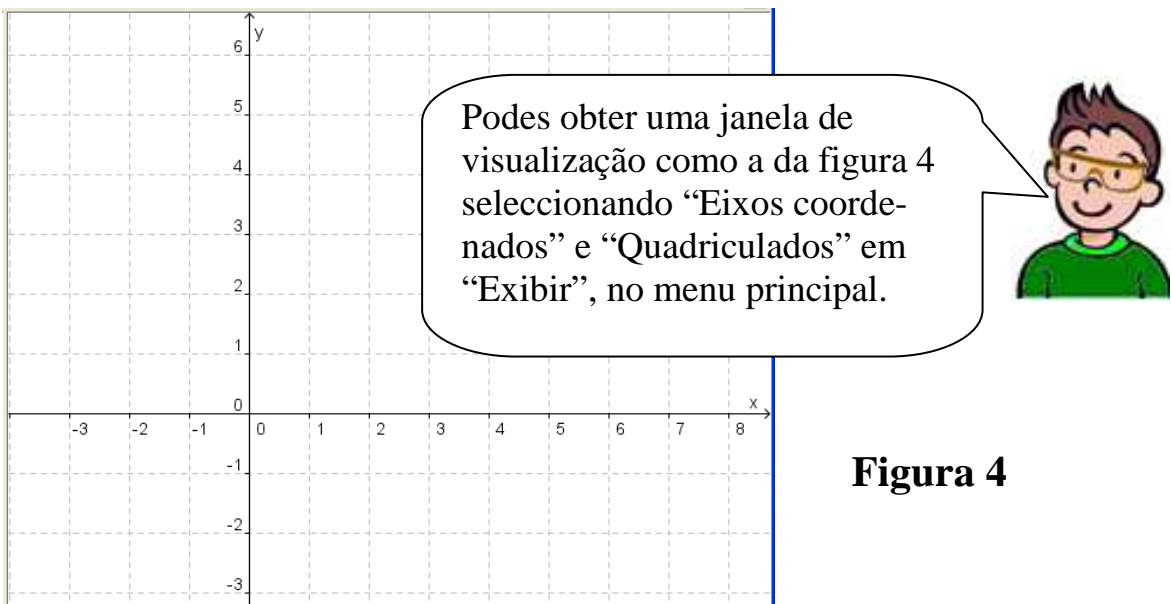 y
6
5
4
3
2
1
0
-1
-2
-3
-3 -2 -1 0 1 2 3 4 5 6 7 8
x
Podes obter uma janela de
visualização como a da figura 4
seleccionando “Eixos coorde-
nados” e “Quadriculados” em
“Exibir”, no menu principal.
Figura 4